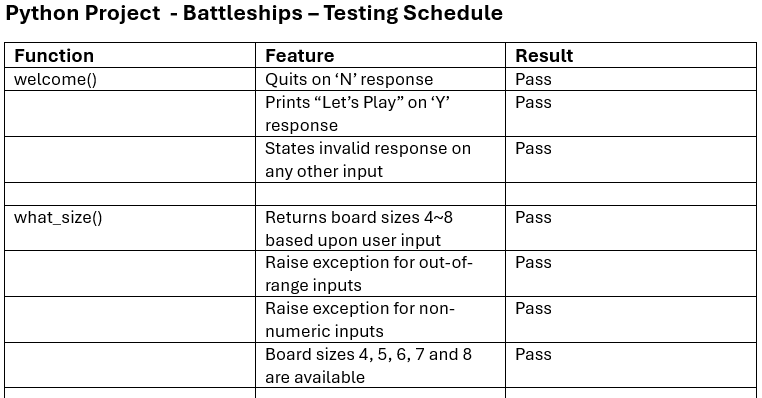 Python Project - Battleships – Testing Schedule
Function Feature Result
welcome() Quits on ‘N’ response Pass
Prints “Let’s Play” on ‘Y’ Pass
response
States invalid response on Pass
any other input
what_size() Returns board sizes 4~8 Pass
based upon user input
Raise exception for out-of- Pass
range inputs
Raise exception for non- Pass
numeric inputs
Board sizes 4, 5, 6, 7 and 8 Pass
are available